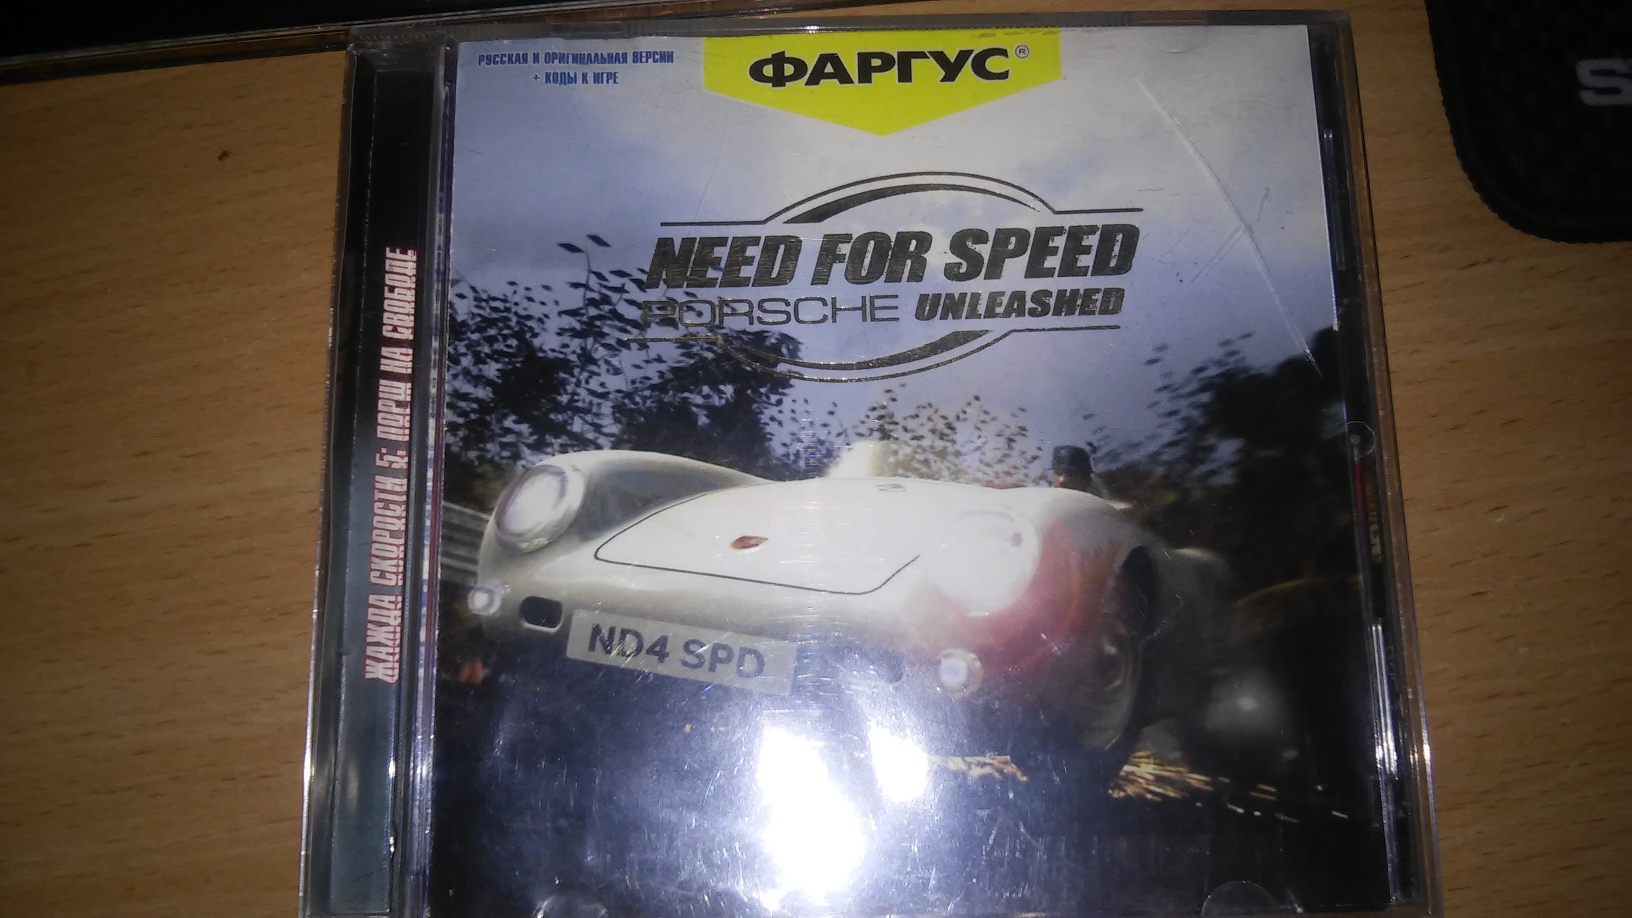 РУССКАЯ И ОРИГИНАЛЬНАЯ ВЕРСИИ
+ КОДЫ К ИГРЕ
ФАРГУС®
NEED FOR SPEED
PORSCHE UNLEASHED
ЖАЖДА СКОРОСТИ 5: ПОРШ НА СВОБОДЕ
ND4 SPD